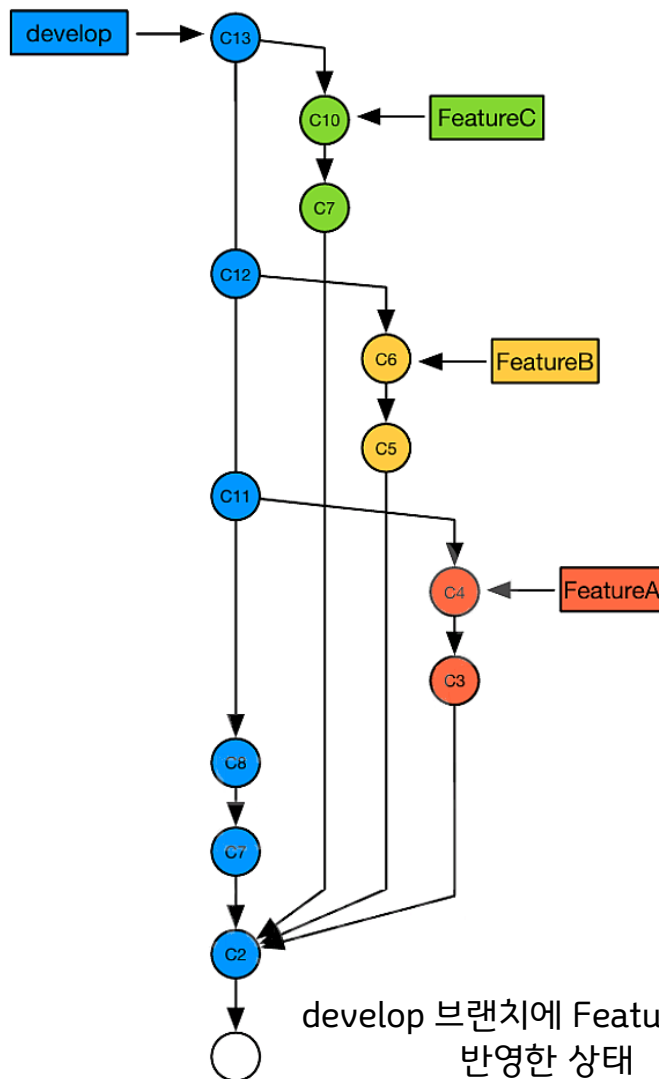 develop
C13
C10
FeatureC
C7
C12
C6
FeatureB
C5
C11
C4
FeatureA
C3
C8
C7
C2
develop 브랜치에
반영한 상태